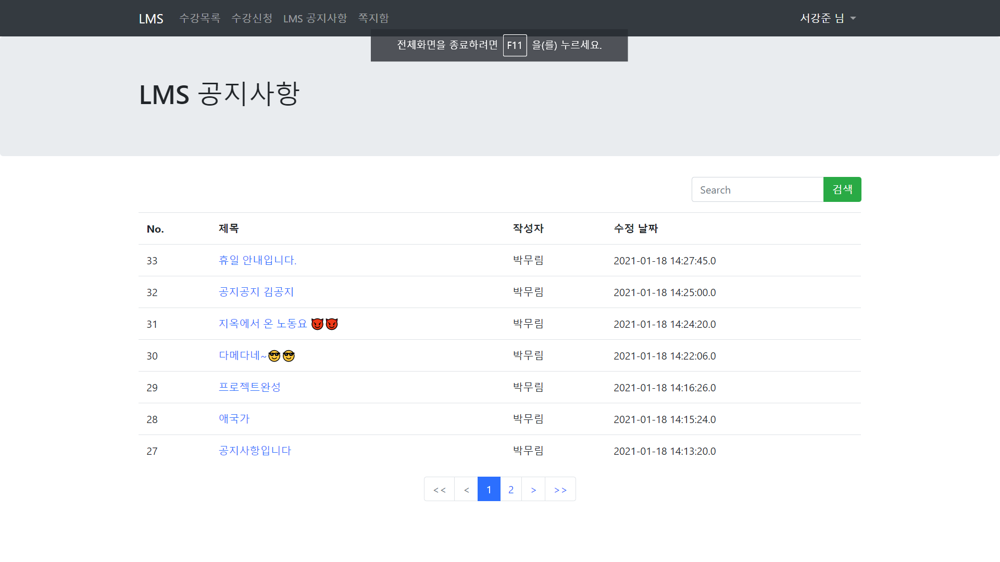 LMS 수강목록 수강신청 LMS 공지사항 쪽지함 서강준 님
전체화면을 종료하려면 F11 을(를) 누르세요.
LMS 공지사항
Search 검색
No. 제목 작성자 수정 날짜
33 휴일 안내입니다. 박무림 2021-01-18 14:27:45.0
32 공지공지 김공지 박무림 2021-01-18 14:25:00.0
31 지옥에서 온 노동요 😈😈 박무림 2021-01-18 14:24:20.0
30 다메다네~😎😎 박무림 2021-01-18 14:22:06.0
29 프로젝트완성 박무림 2021-01-18 14:16:26.0
28 애국가 박무림 2021-01-18 14:15:24.0
27 공지사항입니다 박무림 2021-01-18 14:13:20.0
<< < 1 2 > >>